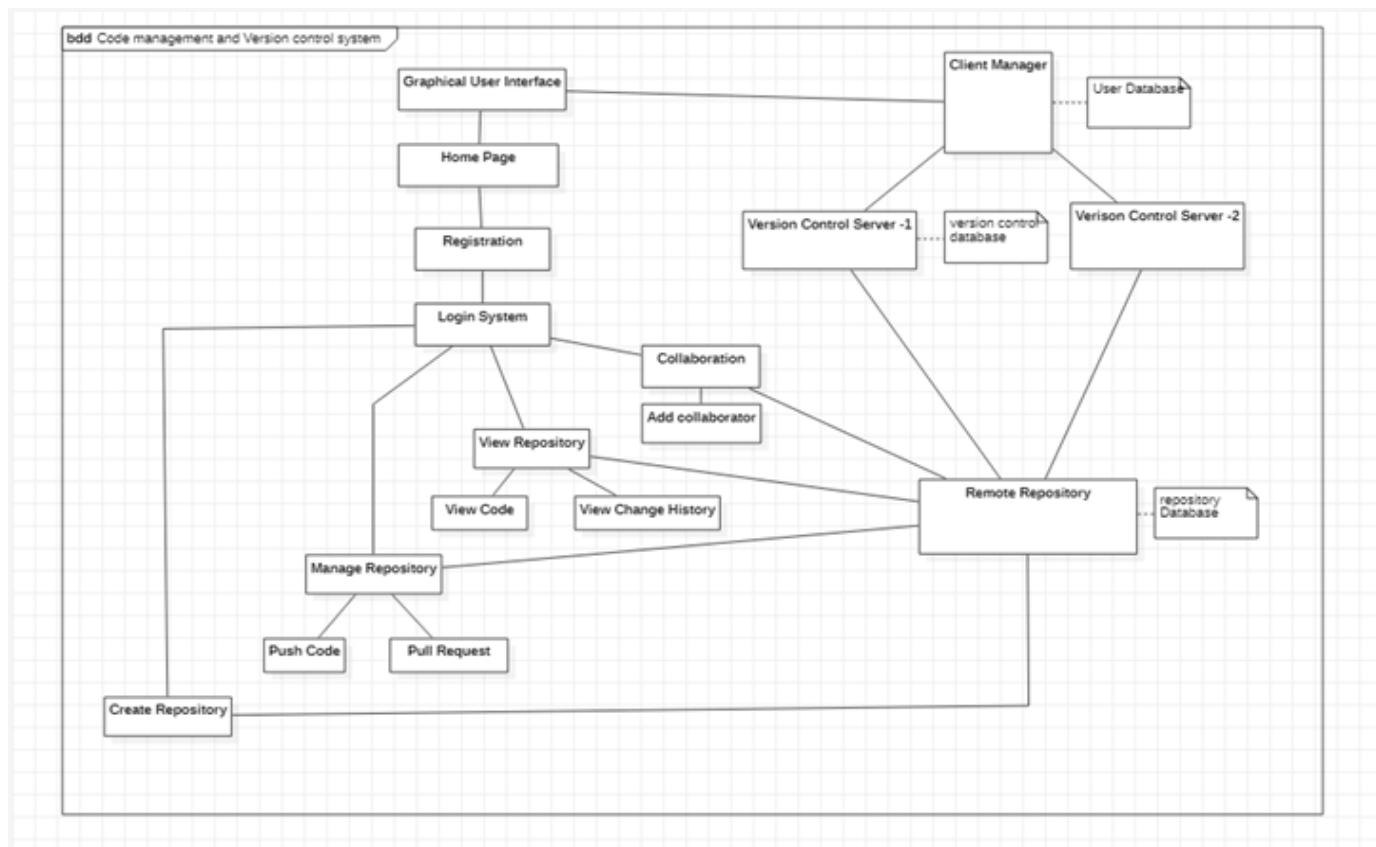 bdd Code management and Version control system
Client Manager
Graphical User Interface
User Database
Home Page
Version Control Server -1
version control
database
Verison Control Server -2
Registration
Login System
Collaboration
Add collaborator
View Repository
View Code
View Change History
Remote Repository
repository
Database
Manage Repository
Push Code
Pull Request
Create Repository